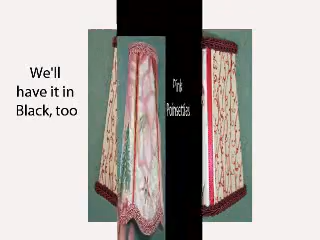 We'll
have it in
Black, too
Pink
Poinsettias